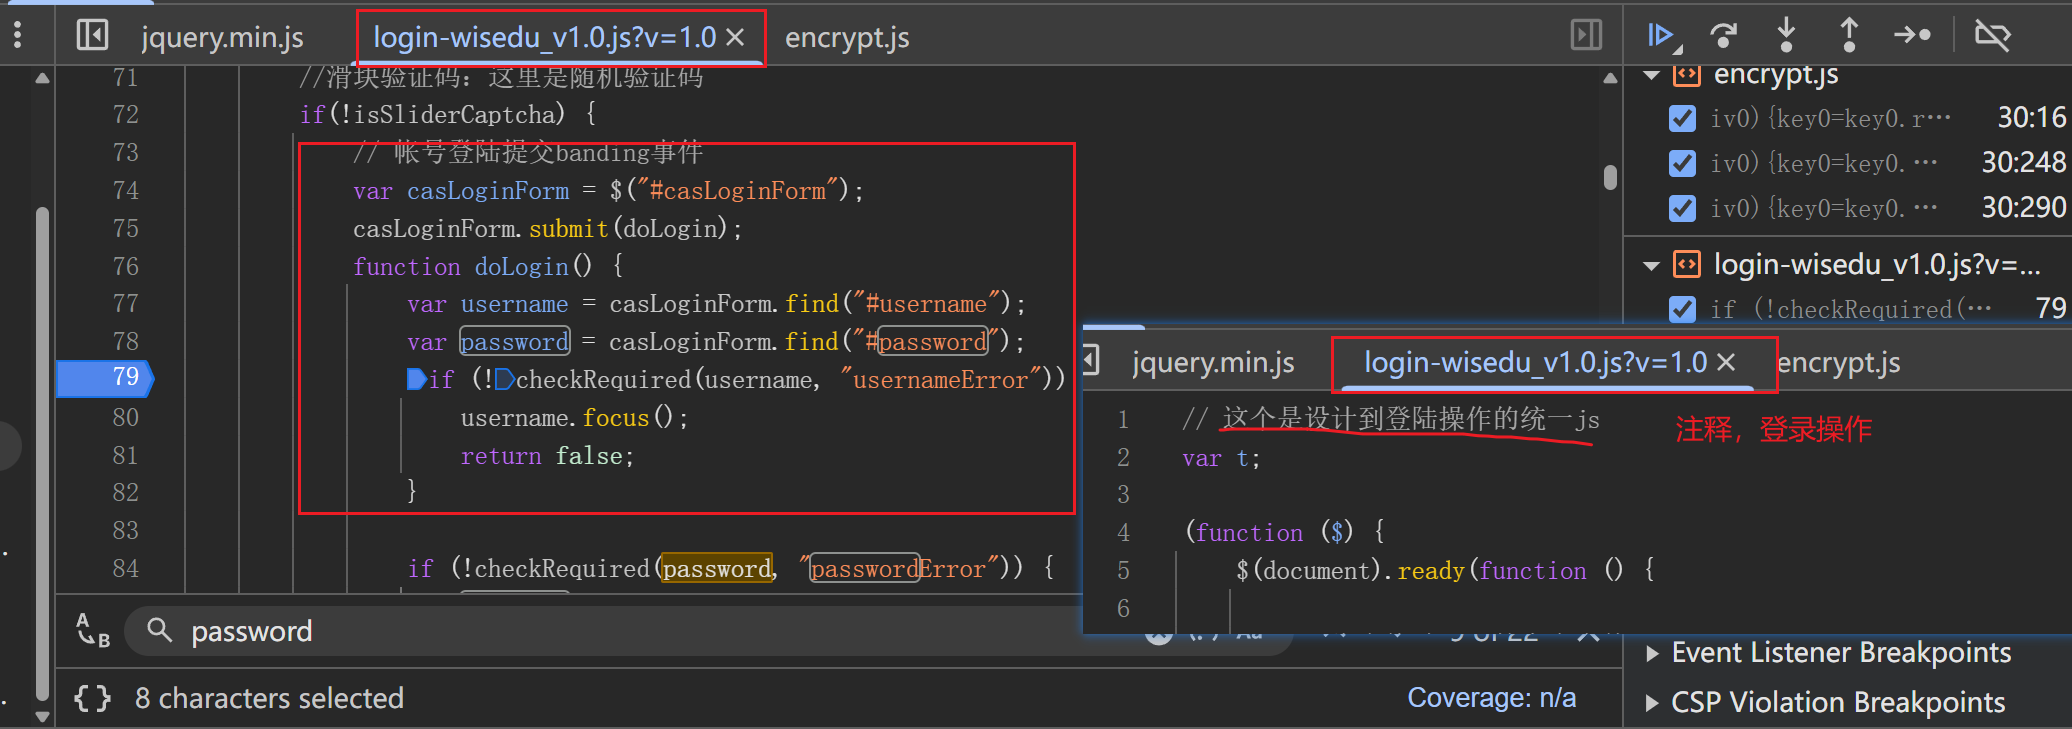 jquery.min.js login-wisedu_v1.0.js?v=1.0 encrypt.js
71 //滑块验证码：这里是随机验证码
72 if(!isSliderCaptcha) {
73 // 帐号登陆提交banding事件
74 var casLoginForm = $("#casLoginForm");
75 casLoginForm.submit(doLogin);
76 function doLogin() {
77 var username = casLoginForm.find("#username");
78 var password = casLoginForm.find("#password");
79 if (!checkRequired(username, "usernameError"))
80 username.focus();
81 return false;
82 }
83
84 if (!checkRequired(password, "passwordError")) {
A B password
{} 8 characters selected
Coverage: n/a
encrypt.js
iv0){key0=key0.r… 30:16
iv0){key0=key0.… 30:248
iv0){key0=key0.… 30:290
login-wisedu_v1.0.js?v=...
if (!checkRequired(… 79
jquery.min.js login-wisedu_v1.0.js?v=1.0 encrypt.js
1 // 这个是设计到登陆操作的统一js
注释，登录操作
2 var t;
3
4 (function ($) {
5 $(document).ready(function () {
6
Event Listener Breakpoints
CSP Violation Breakpoints